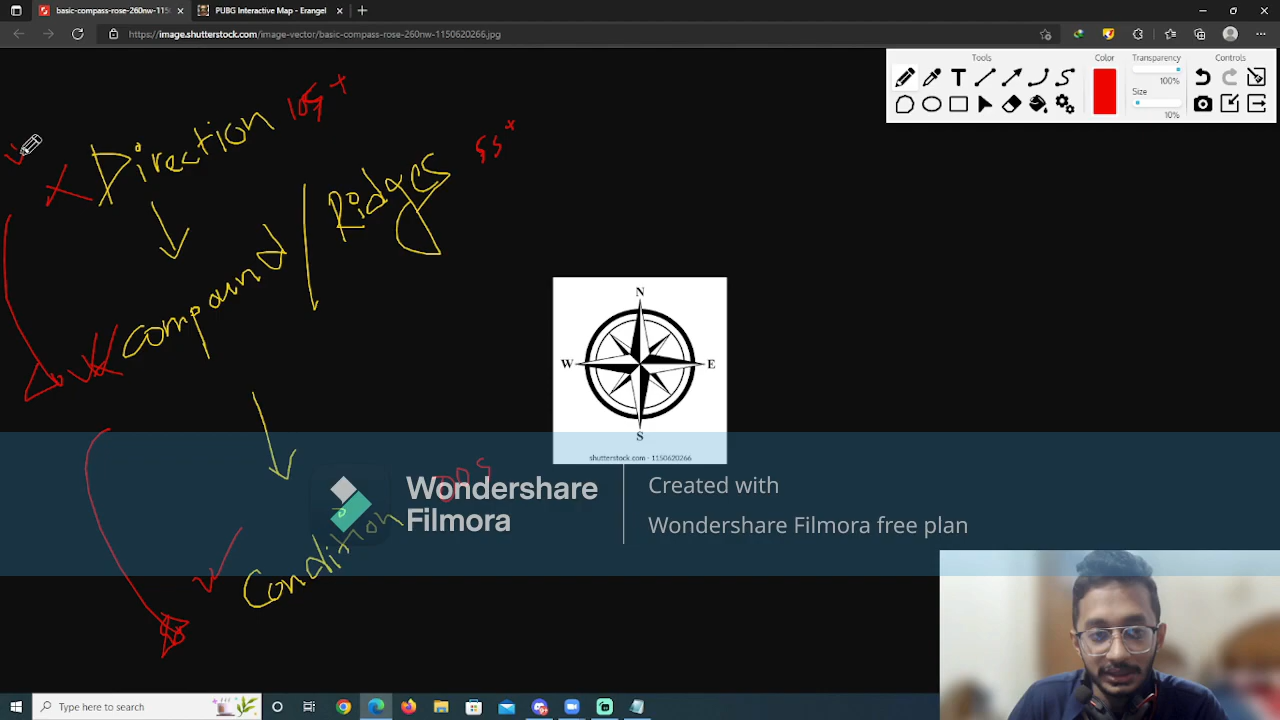 basic-compass-rose-260nw-115
PUBG Interactive Map - Erangel
https://image.shutterstock.com/image-vector/basic-compass-rose-260nw-1150620266.jpg
Tools
Color
Transparency
Controls
100%
Size
10%
Direction
Compound / Ridges
N
W
E
S
shutterstock.com · 1150620266
Wondershare
Filmora
Created with
Wondershare Filmora free plan
Condition
Type here to search